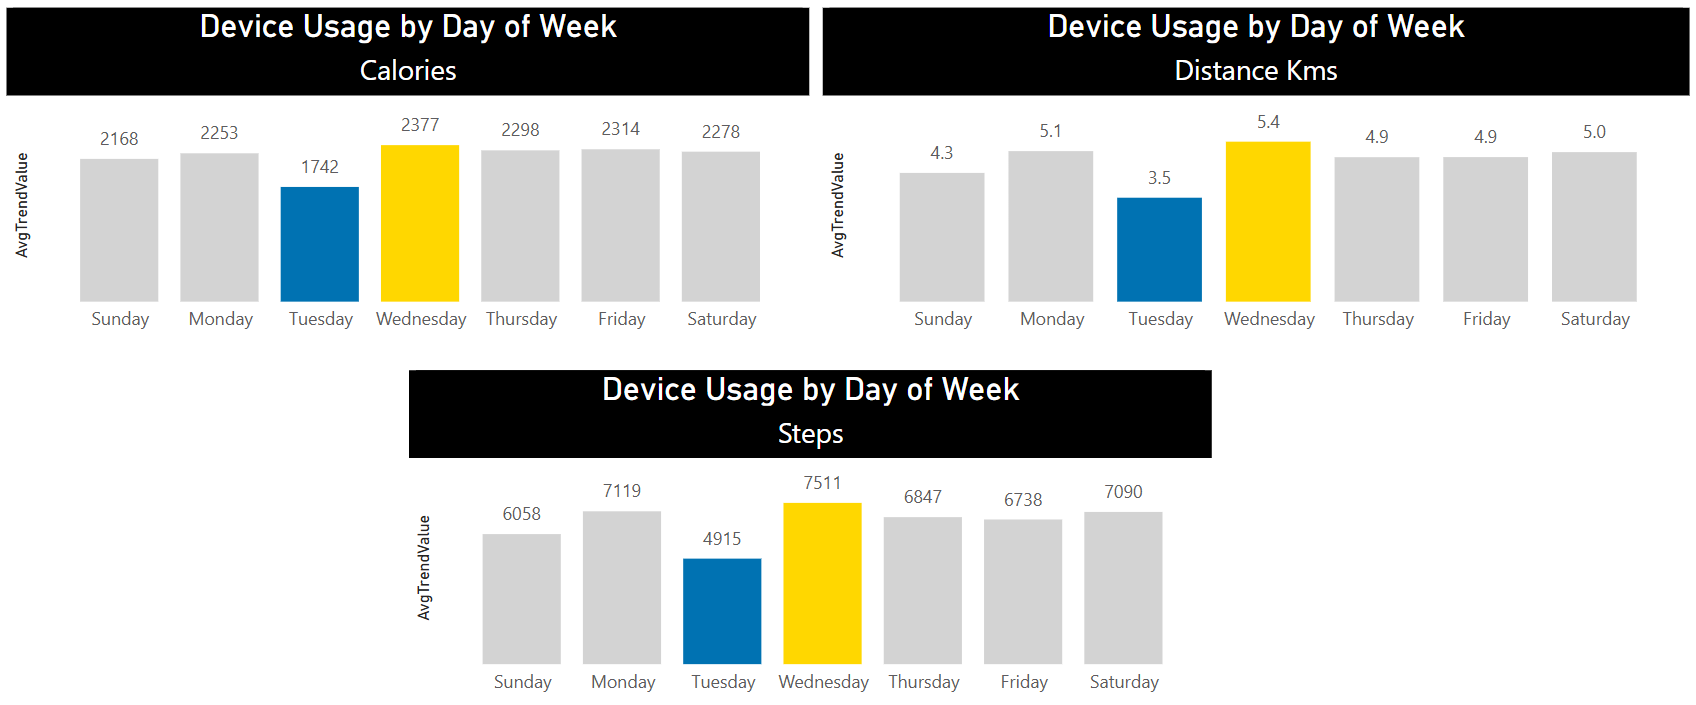 Device Usage by Day of Week
Calories
AvgTrendValue
2168 2253 1742 2377 2298 2314 2278
Sunday Monday Tuesday Wednesday Thursday Friday Saturday
Device Usage by Day of Week
Distance Kms
AvgTrendValue
4.3 5.1 3.5 5.4 4.9 4.9 5.0
Sunday Monday Tuesday Wednesday Thursday Friday Saturday
Device Usage by Day of Week
Steps
AvgTrendValue
6058 7119 4915 7511 6847 6738 7090
Sunday Monday Tuesday Wednesday Thursday Friday Saturday